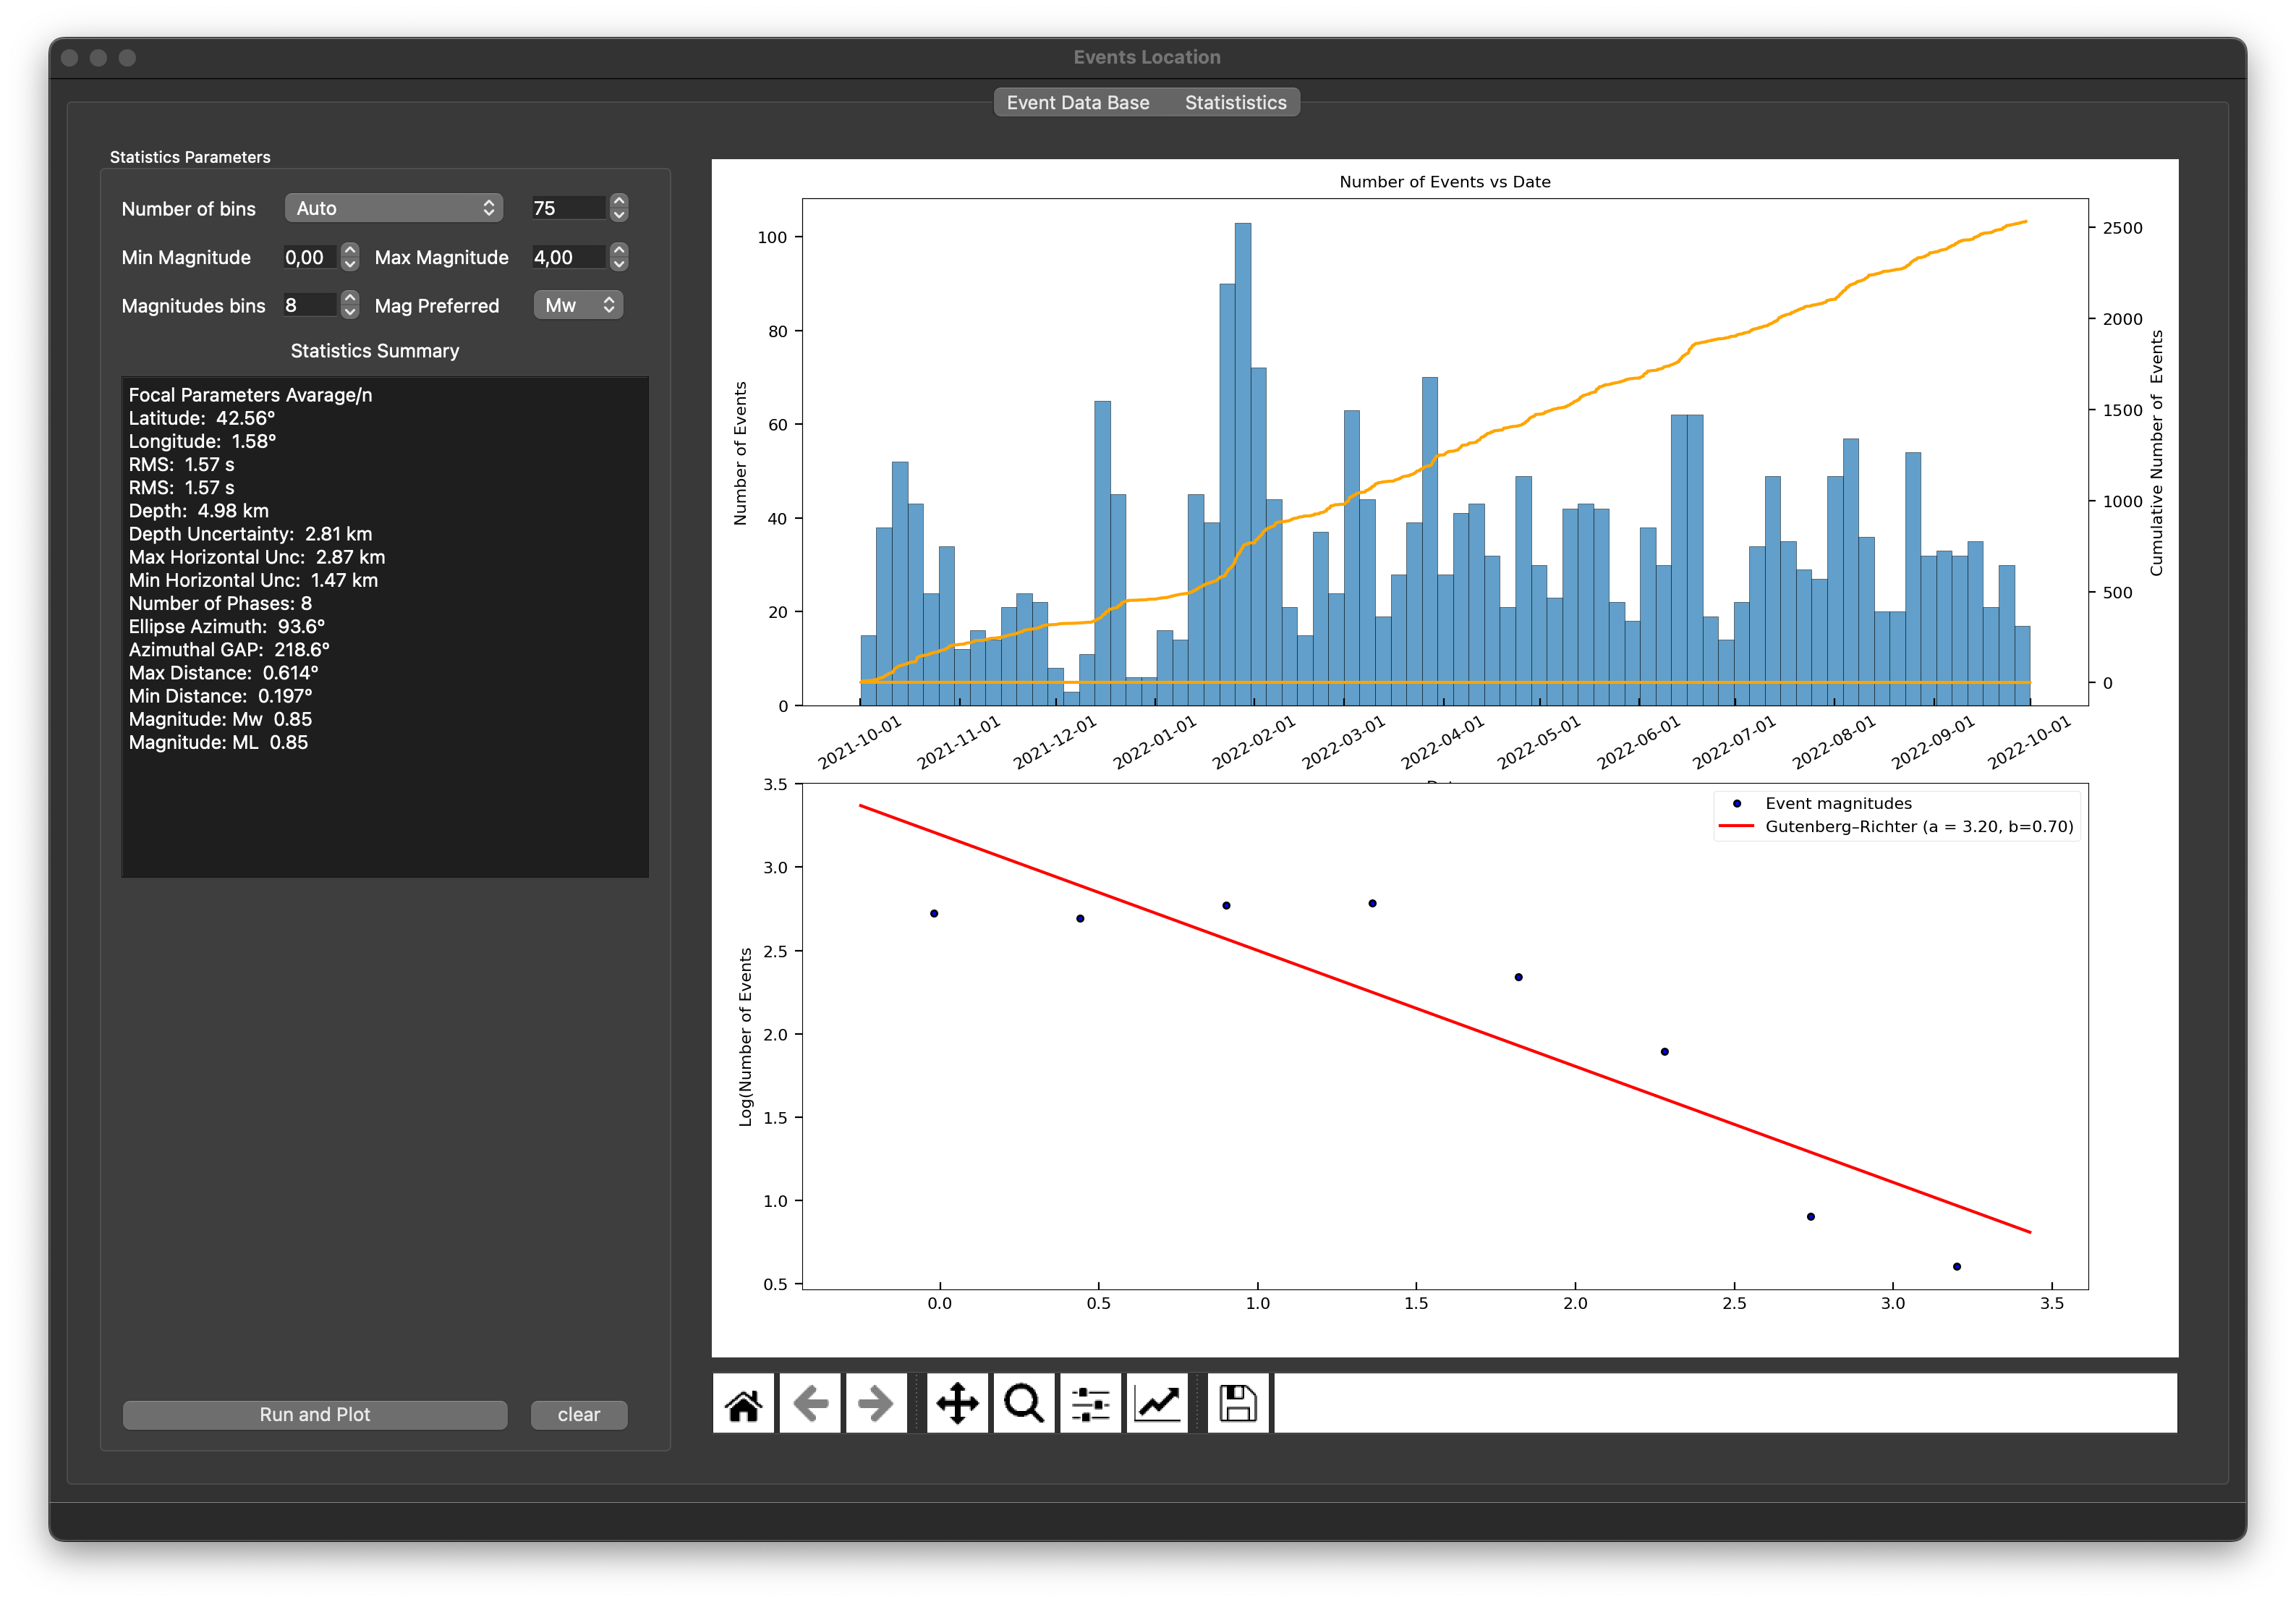 Events Location
Event Data Base Statististics
Statistics Parameters
Number of bins Auto 75
Min Magnitude 0,00 Max Magnitude 4,00
Magnitudes bins 8 Mag Preferred Mw
Statistics Summary
Focal Parameters Avarage/n
Latitude: 42.56º
Longitude: 1.58º
RMS: 1.57 s
RMS: 1.57 s
Depth: 4.98 km
Depth Uncertainty: 2.81 km
Max Horizontal Unc: 2.87 km
Min Horizontal Unc: 1.47 km
Number of Phases: 8
Ellipse Azimuth: 93.6º
Azimuthal GAP: 218.6º
Max Distance: 0.614º
Min Distance: 0.197º
Magnitude: Mw 0.85
Magnitude: ML 0.85
Run and Plot clear
Number of Events vs Date
Number of Events
100
80
60
40
20
0
2500
2000
1500
1000
500
0
Cumulative Number of Events
2021-10-01 2021-11-01 2021-12-01 2022-01-01 2022-02-01 2022-03-01 2022-04-01 2022-05-01 2022-06-01 2022-07-01 2022-08-01 2022-09-01 2022-10-01
Log(Number of Events
3.5
3.0
2.5
2.0
1.5
1.0
0.5
Event magnitudes
Gutenberg–Richter (a = 3.20, b=0.70)
0.0 0.5 1.0 1.5 2.0 2.5 3.0 3.5